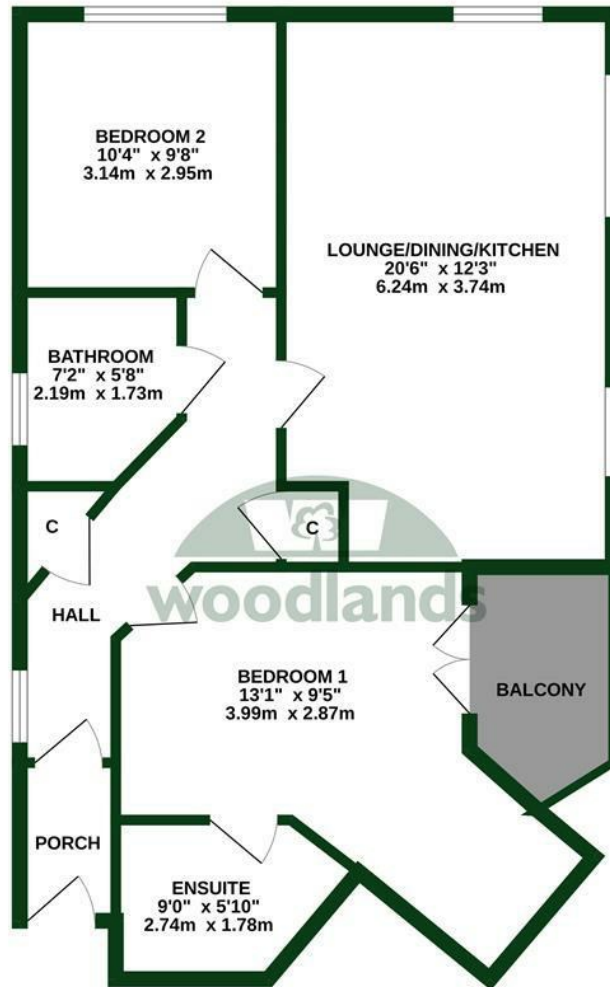 BEDROOM 2
10'4" x 9'8"
3.14m x 2.95m
LOUNGE/DINING/KITCHEN
20'6" x 12'3"
6.24m x 3.74m
BATHROOM
7'2" x 5'8"
2.19m x 1.73m
C
C
woodlands
HALL
BEDROOM 1
13'1" x 9'5"
3.99m x 2.87m
BALCONY
PORCH
ENSUITE
9'0" x 5'10"
2.74m x 1.78m